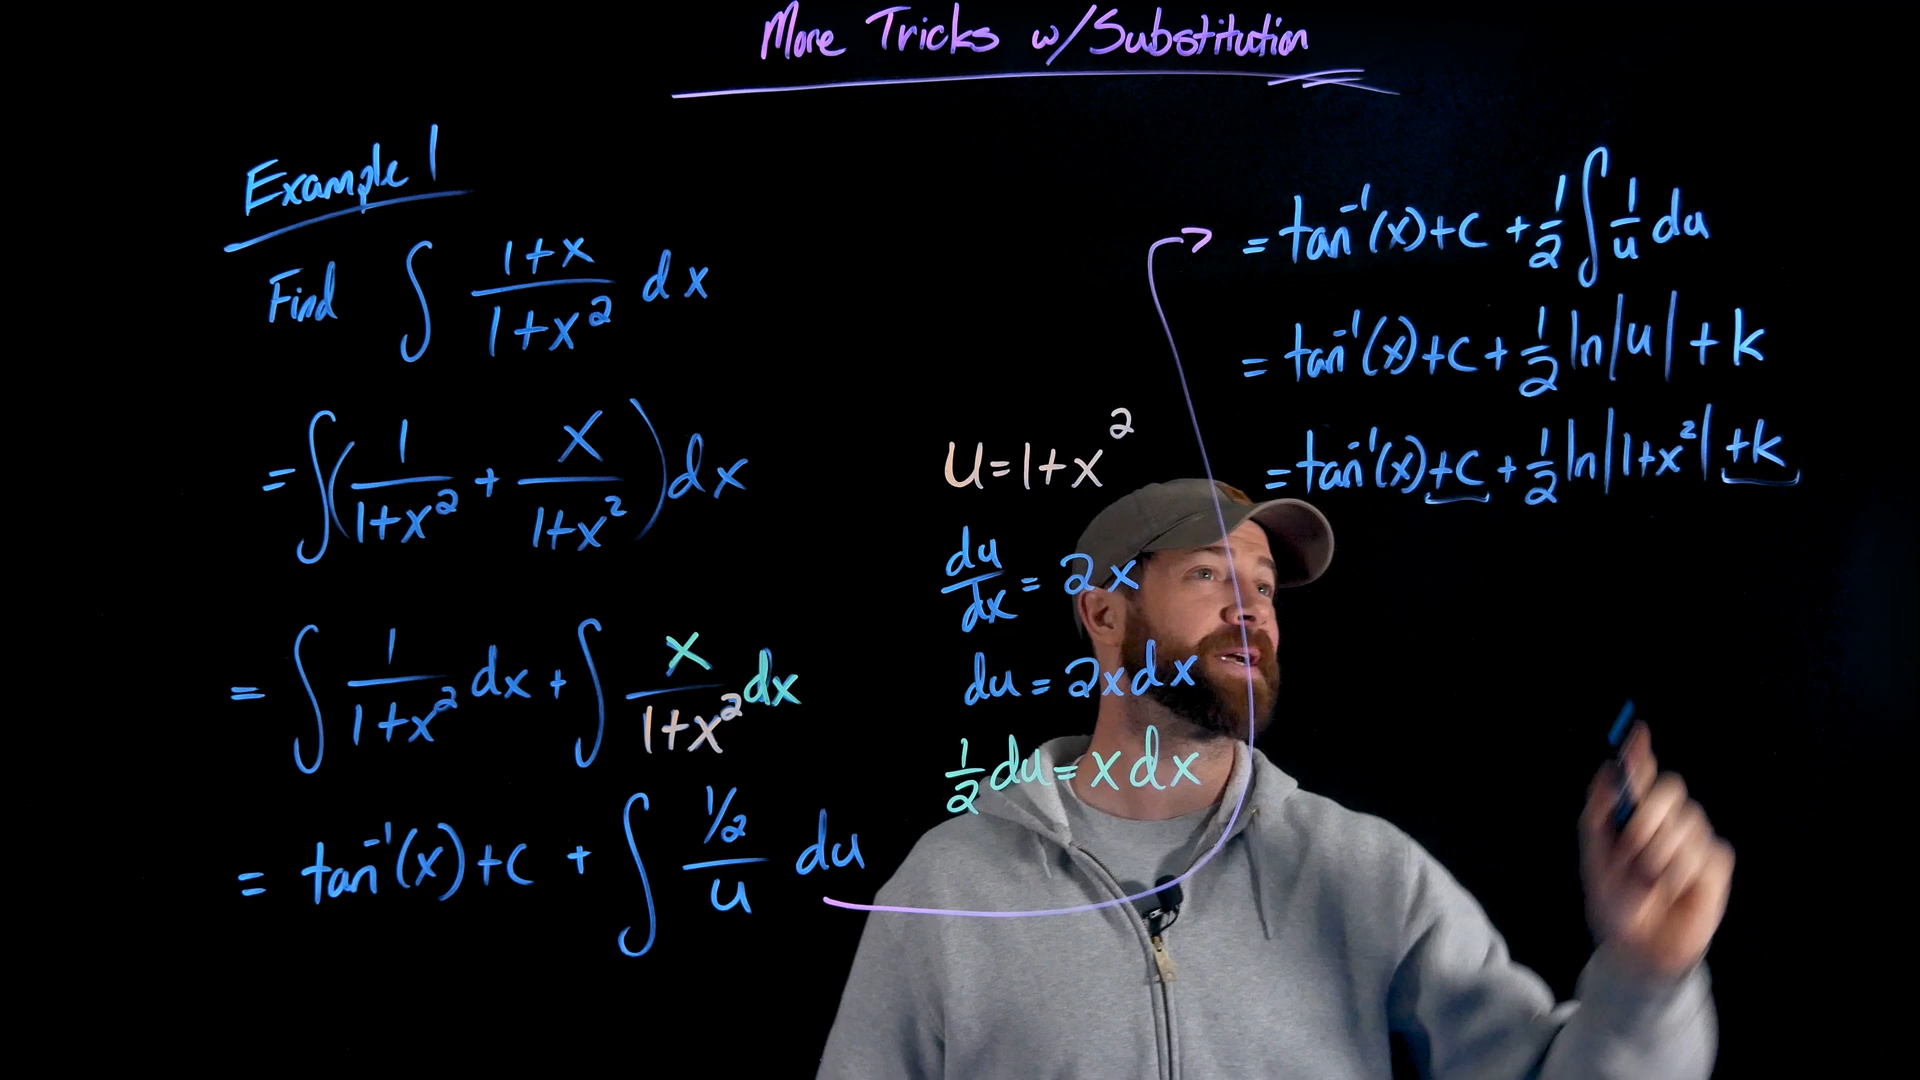 More Tricks w/Substitution
Example 1
Find ∫ (1+x)/(1+x²) dx
= ∫(1/(1+x²) + x/(1+x²))dx
= ∫ 1/(1+x²) dx + ∫ x/(1+x²) dx
= tan⁻¹(x)+c + ∫ (1/2)/u du
u=1+x²
du/dx = 2x
du = 2xdx
1/2 du = x dx
= tan⁻¹(x)+c + 1/2 ∫ 1/u du
= tan⁻¹(x)+c + 1/2 ln|u| + k
= tan⁻¹(x)+c + 1/2 ln|1+x²| +k